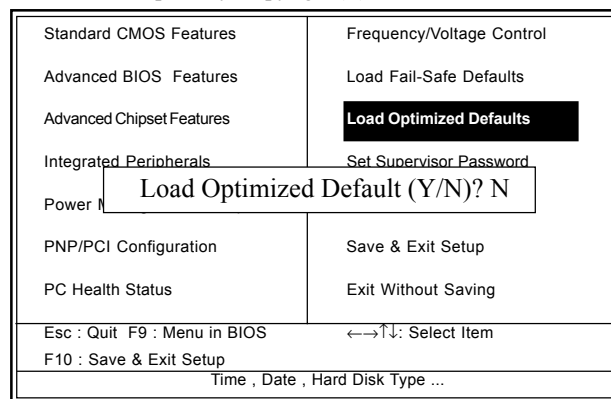 Standard CMOS Features
Advanced BIOS Features
Advanced Chipset Features
Integrated Peripherals
Power
PNP/PCI Configuration
PC Health Status
Frequency/Voltage Control
Load Fail-Safe Defaults
Load Optimized Defaults
Set Supervisor Password
Save & Exit Setup
Exit Without Saving
Load Optimized Default (Y/N)? N
Esc : Quit F9 : Menu in BIOS ←→↑↓: Select Item
F10 : Save & Exit Setup
Time , Date , Hard Disk Type ...